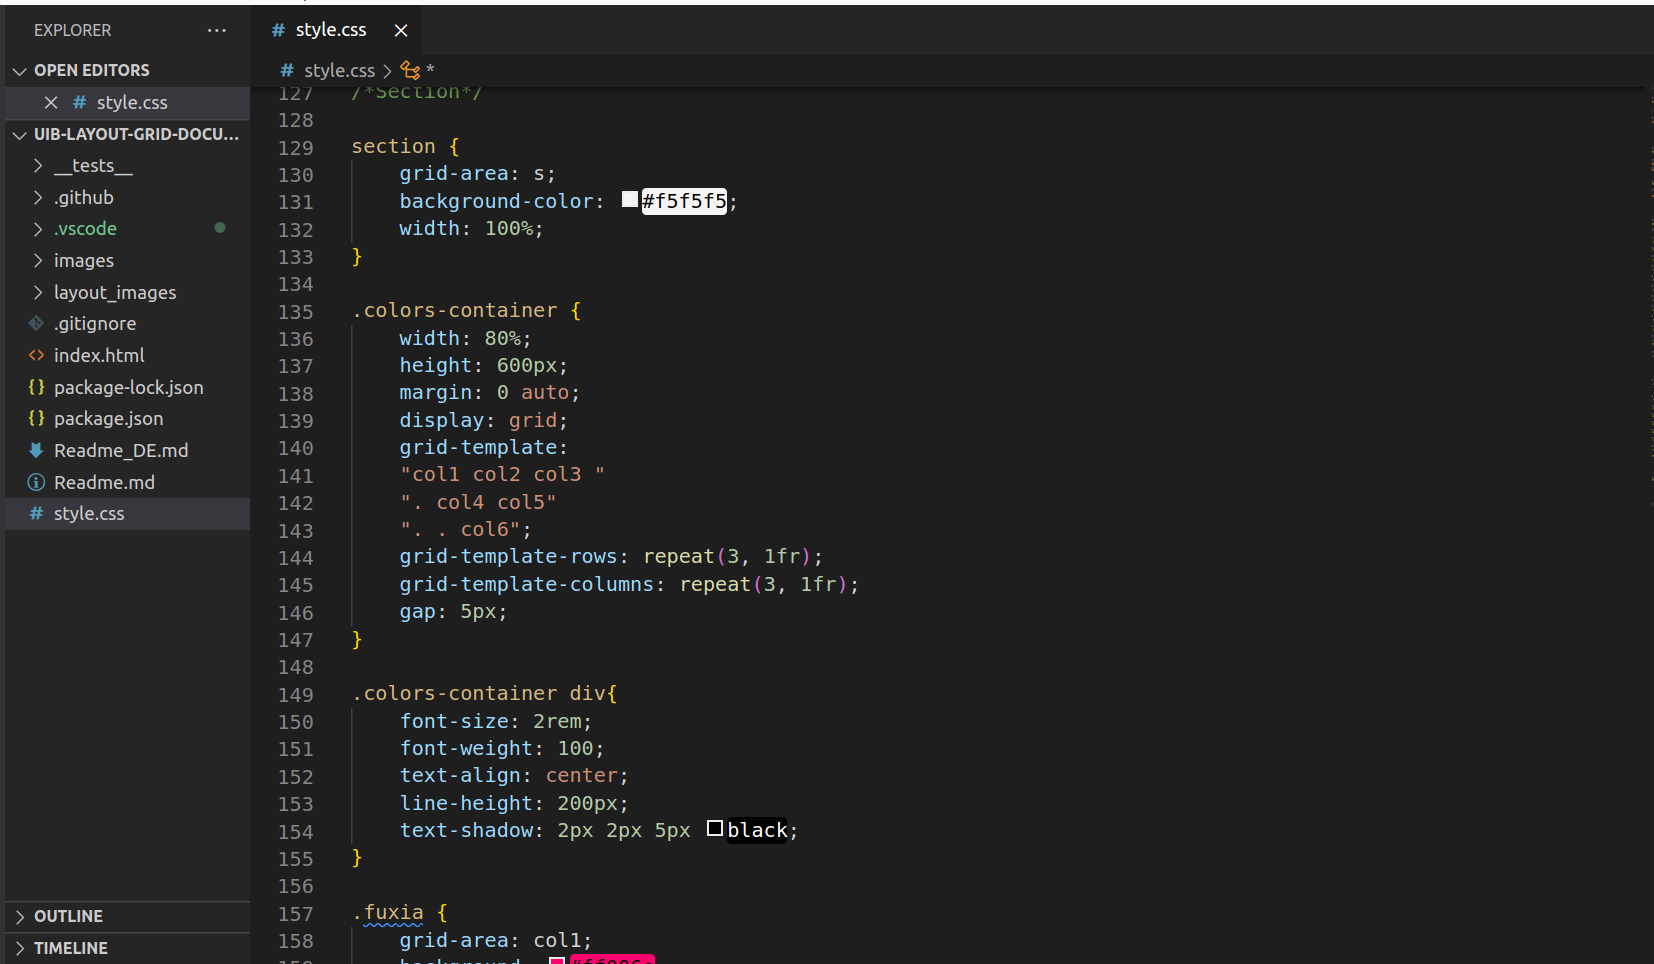 EXPLORER ...
OPEN EDITORS
# style.css
UIB-LAYOUT-GRID-DOCU...
__tests__
.github
.vscode
images
layout_images
.gitignore
<> index.html
{} package-lock.json
{} package.json
Readme_DE.md
Readme.md
# style.css
OUTLINE
TIMELINE
# style.css
# style.css > *
127 /*Section*/
128
129 section {
130 grid-area: s;
131 background-color: #f5f5f5;
132 width: 100%;
133 }
134
135 .colors-container {
136 width: 80%;
137 height: 600px;
138 margin: 0 auto;
139 display: grid;
140 grid-template:
141 "col1 col2 col3 "
142 ". col4 col5"
143 ". . col6";
144 grid-template-rows: repeat(3, 1fr);
145 grid-template-columns: repeat(3, 1fr);
146 gap: 5px;
147 }
148
149 .colors-container div{
150 font-size: 2rem;
151 font-weight: 100;
152 text-align: center;
153 line-height: 200px;
154 text-shadow: 2px 2px 5px black;
155 }
156
157 .fuxia {
158 grid-area: col1;